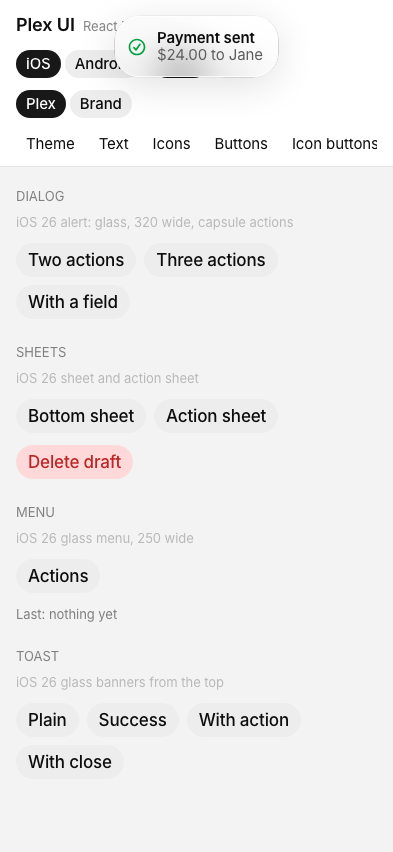 Plex UI React
Payment sent
$24.00 to Jane
iOS Andro
Plex Brand
Theme Text Icons Buttons Icon buttons
DIALOG
iOS 26 alert: glass, 320 wide, capsule actions
Two actions Three actions
With a field
SHEETS
iOS 26 sheet and action sheet
Bottom sheet Action sheet
Delete draft
MENU
iOS 26 glass menu, 250 wide
Actions
Last: nothing yet
TOAST
iOS 26 glass banners from the top
Plain Success With action
With close